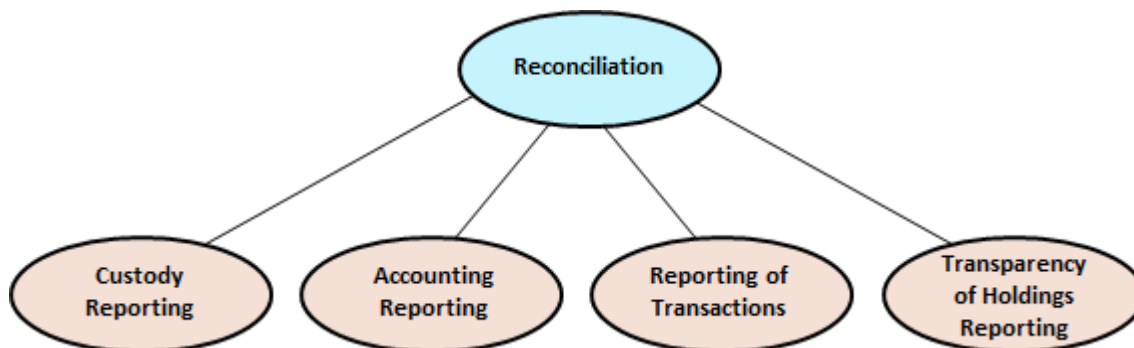 Reconciliation
Custody
Reporting
Accounting
Reporting
Reporting of
Transactions
Transparency
of Holdings
Reporting